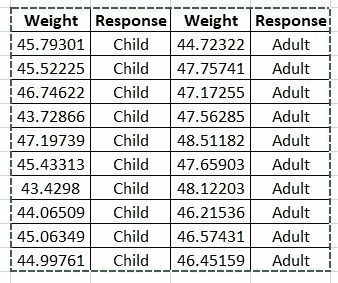 Weight Response Weight Response
45.79301 Child 44.72322 Adult
45.52225 Child 47.75741 Adult
46.74622 Child 47.17255 Adult
43.72866 Child 47.56285 Adult
47.19739 Child 48.51182 Adult
45.43313 Child 47.65903 Adult
43.4298 Child 48.12203 Adult
44.06509 Child 46.21536 Adult
45.06349 Child 46.57431 Adult
44.99761 Child 46.45159 Adult